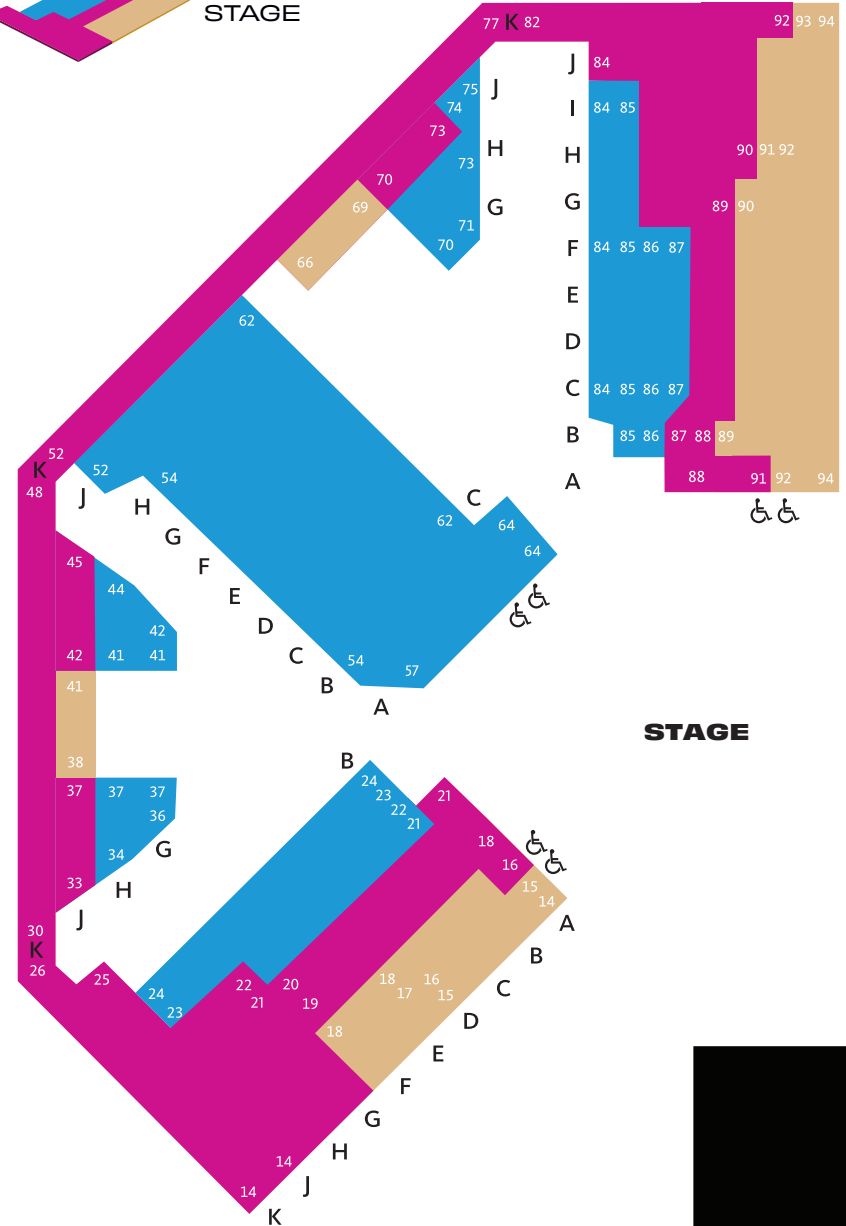 STAGE
77 K 82 92 93 94
J 84
75 J
74
I 84 85
73
H
H 90 91 92
73
70
G 84
69 G 89 90
71
70
F 84 85 86 87
66
E
62
D
C 84 85 86 87
B 85 86 87 88 89
52
K 52 54
48 J
A 88 91 92 94
H C
62 64
G
64
45 F
44 E
42 D
42 41 41 C
54 57
B
41 A
STAGE
38 B
37 37 37 24
23 21
36 22
21
G 18
34 16
33 H 15
14
J A
30
K B
26 25 18 16
22 20 17 15 C
24 21 19
23 18 D
E
F
G
14 H
J
14
K